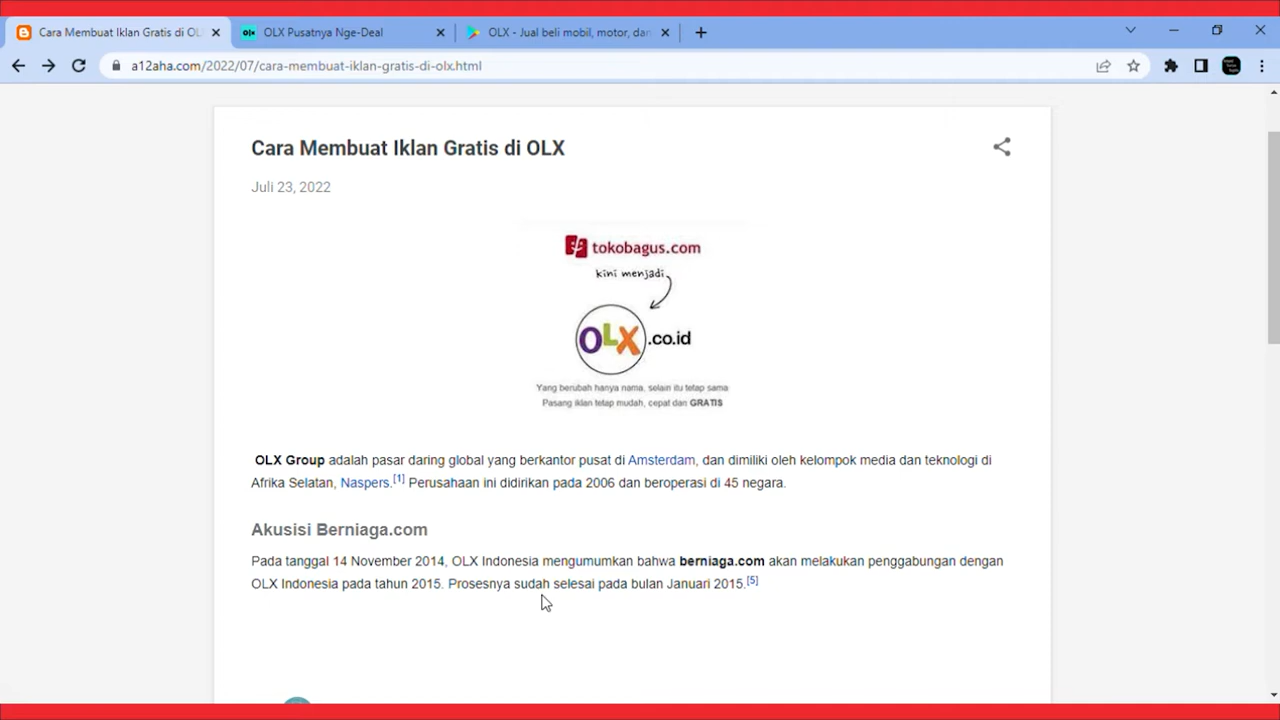 Cara Membuat Iklan Gratis di OL
OLX Pusatnya Nge-Deal
OLX - Jual beli mobil, motor, dan
a12aha.com/2022/07/cara-membuat-iklan-gratis-di-olx.html
Cara Membuat Iklan Gratis di OLX
Juli 23, 2022
tokobagus.com
kini menjadi
OLX.co.id
Yang berubah hanya nama, selain itu tetap sama
Pasang iklan tetap mudah, cepat dan GRATIS
OLX Group adalah pasar daring global yang berkantor pusat di Amsterdam, dan dimiliki oleh kelompok media dan teknologi di
Afrika Selatan, Naspers.[1] Perusahaan ini didirikan pada 2006 dan beroperasi di 45 negara.
Akusisi Berniaga.com
Pada tanggal 14 November 2014, OLX Indonesia mengumumkan bahwa berniaga.com akan melakukan penggabungan dengan
OLX Indonesia pada tahun 2015. Prosesnya sudah selesai pada bulan Januari 2015.[5]